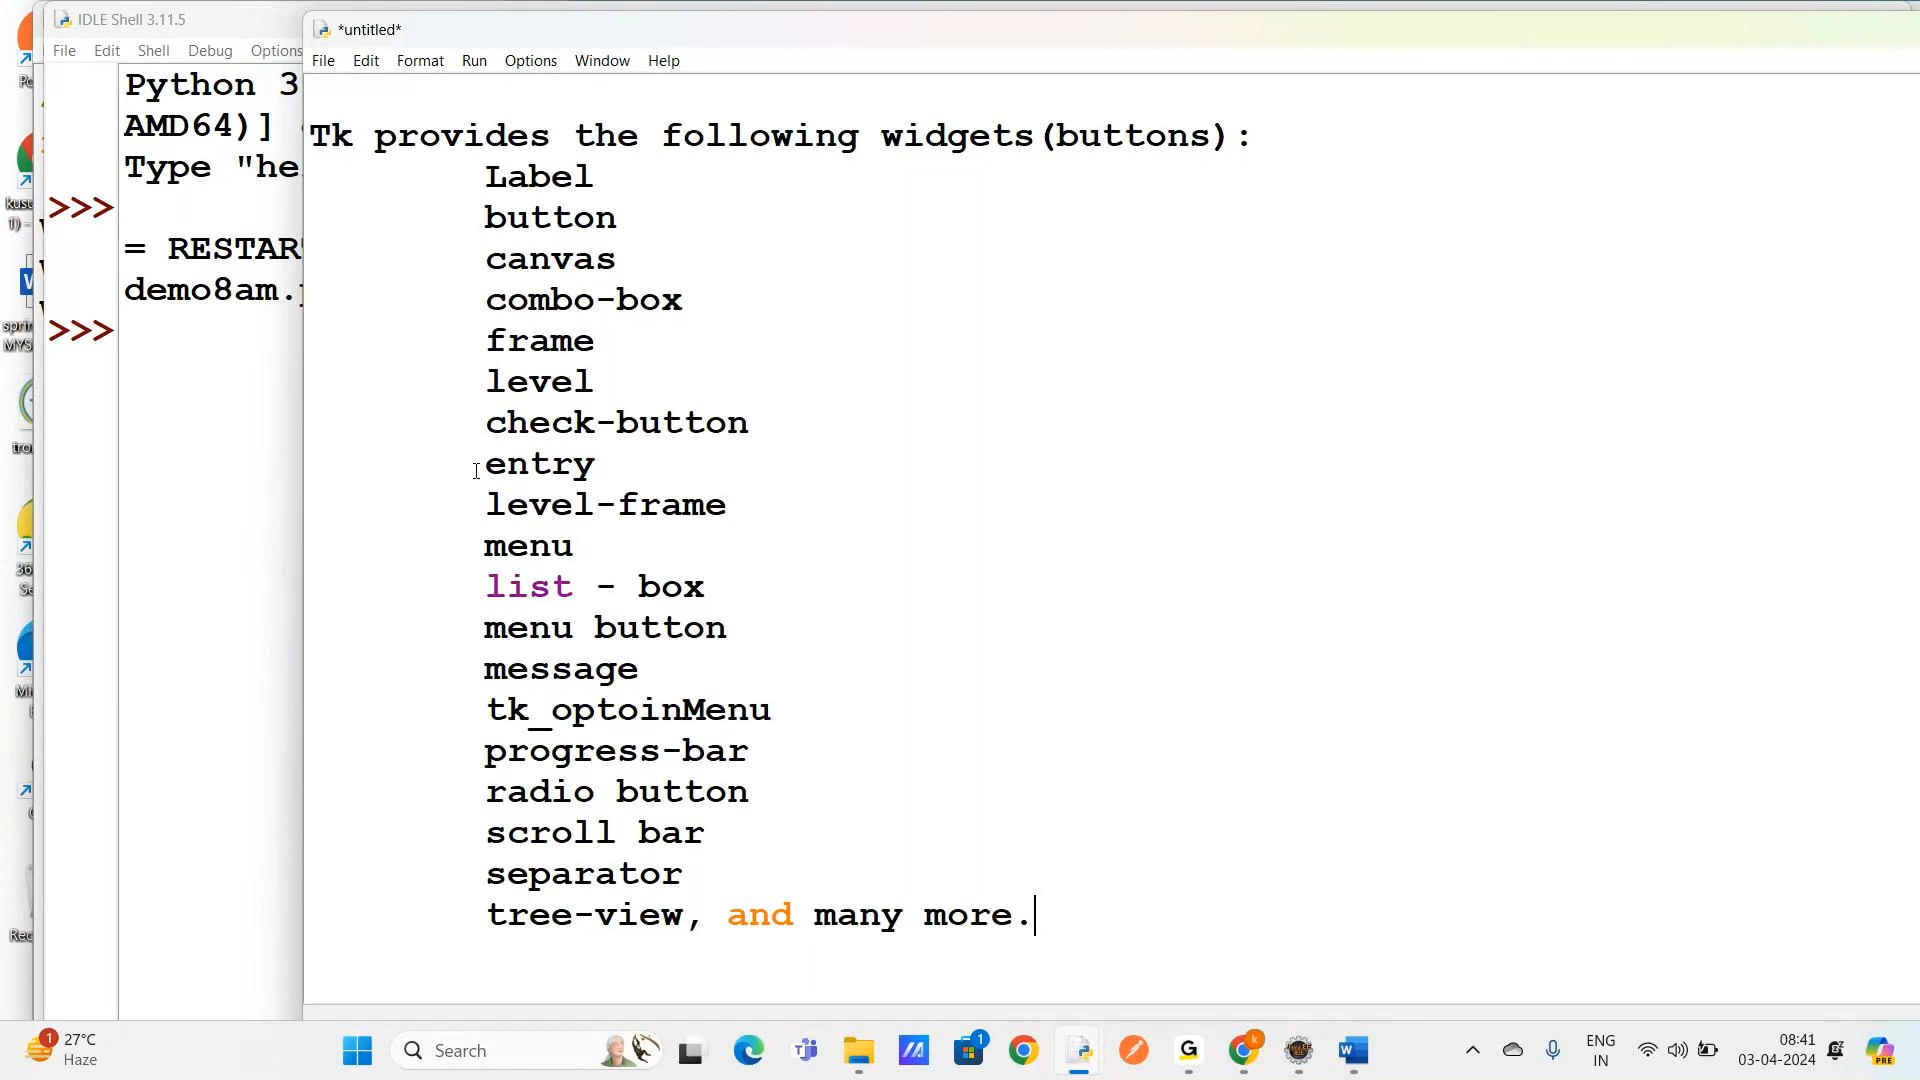 IDLE Shell 3.11.5
File Edit Shell Debug Options
Python 3
AMD64)]
Type "he
>>>
= RESTAR
demo8am.
>>>
*untitled*
File Edit Format Run Options Window Help
Tk provides the following widgets(buttons):
Label
button
canvas
combo-box
frame
level
check-button
entry
level-frame
menu
list - box
menu button
message
tk_optoinMenu
progress-bar
radio button
scroll bar
separator
tree-view, and many more.
1
27°C
Haze
Search
1
ENG
IN
08:41
03-04-2024
PRE